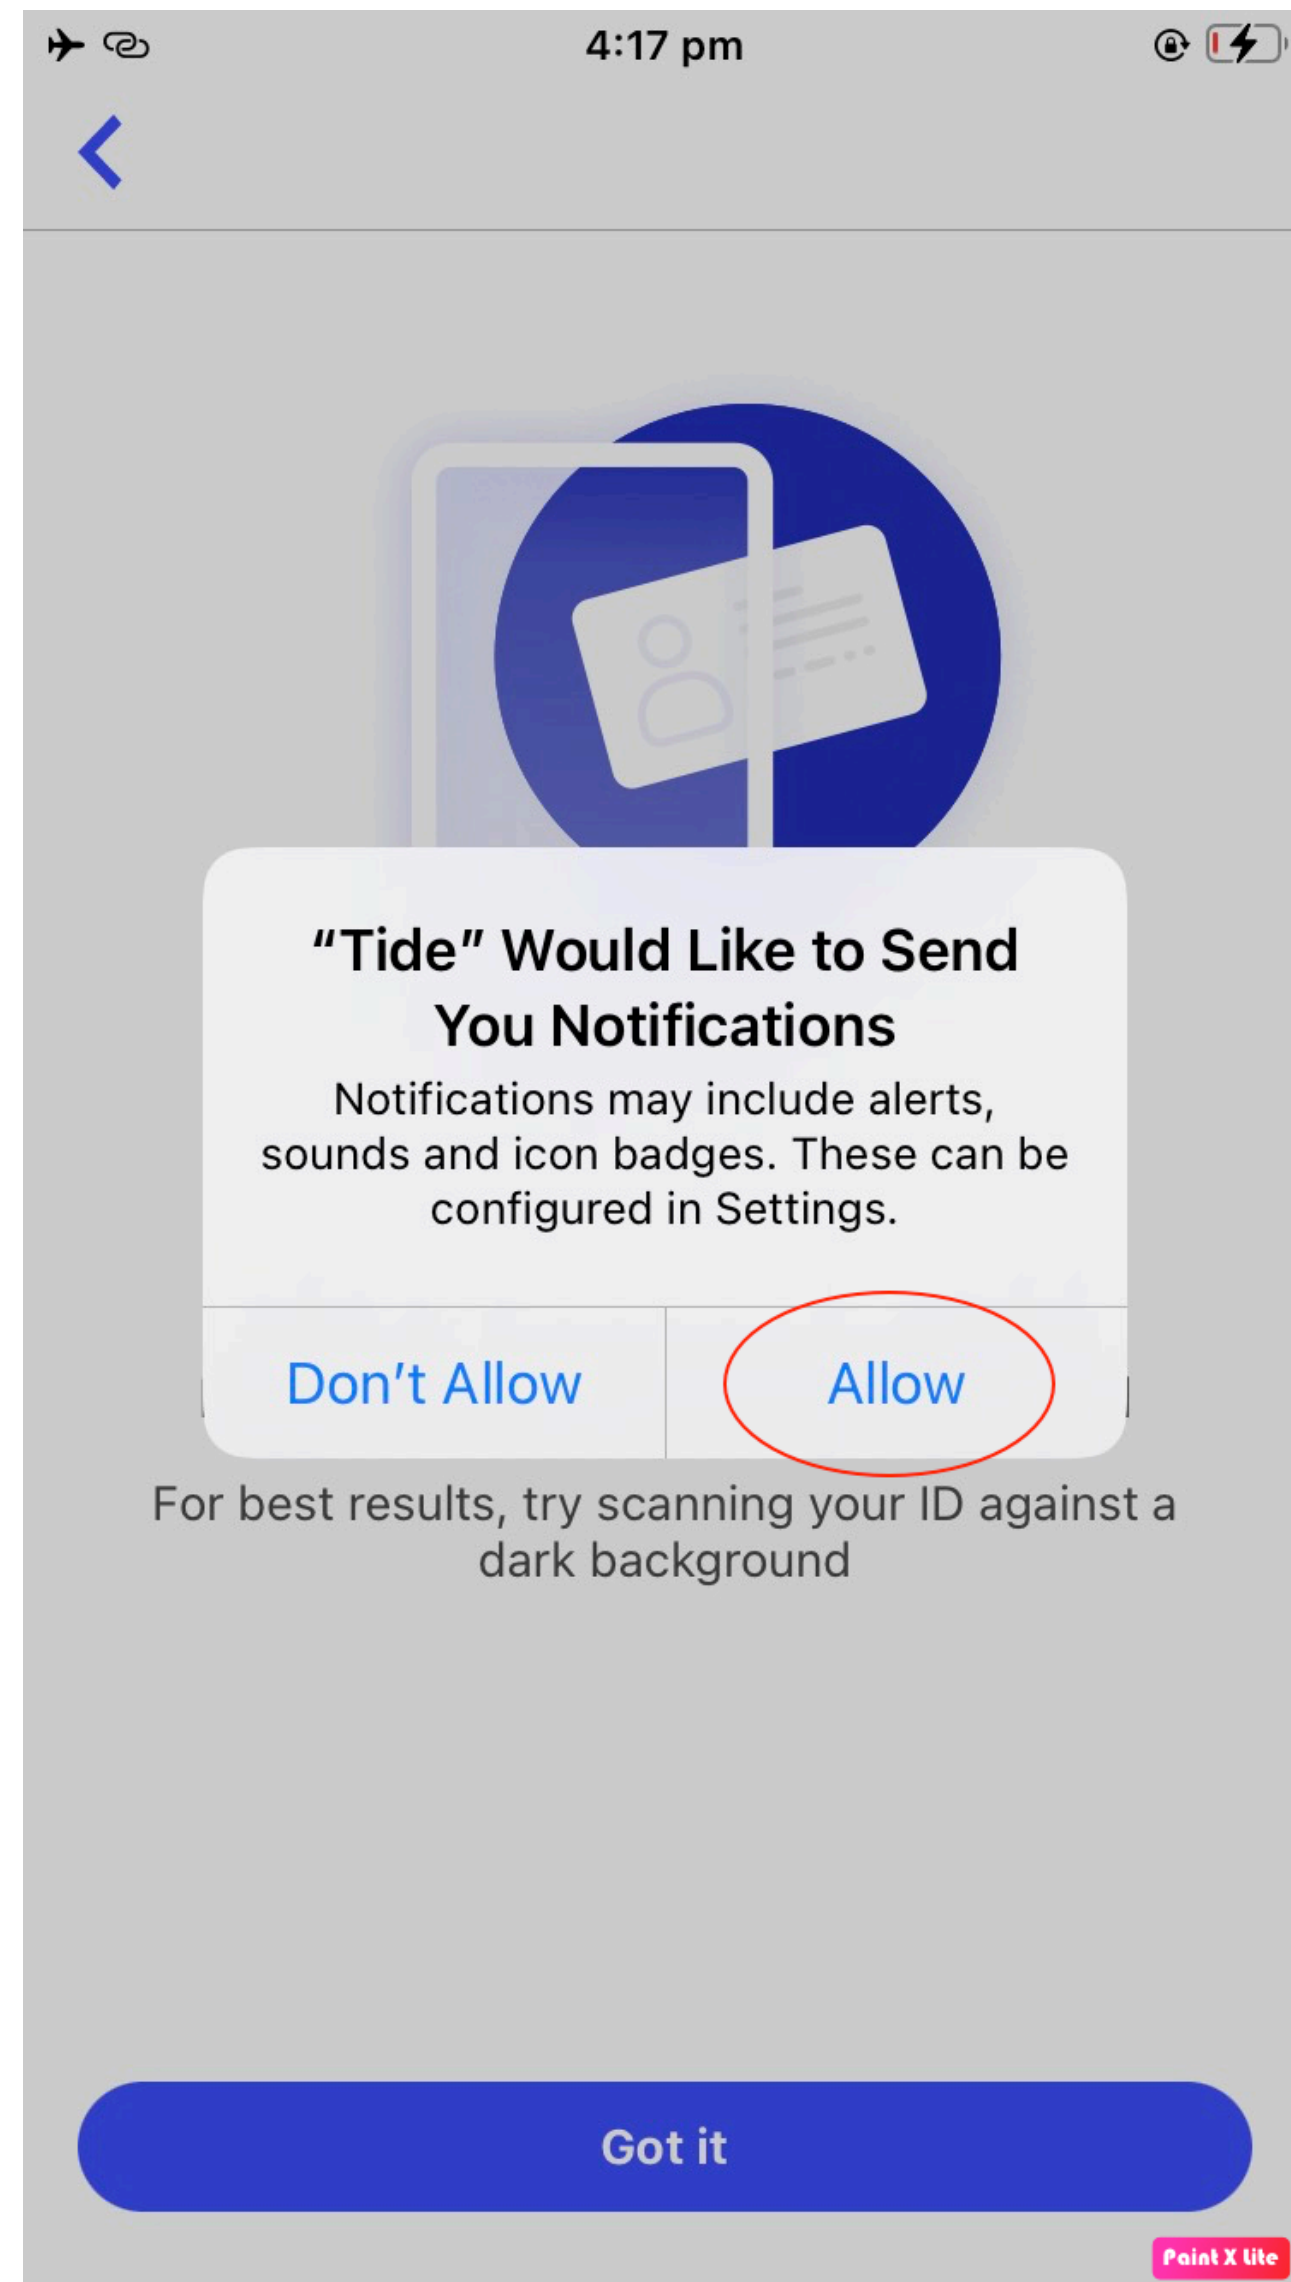 4:17 pm
“Tide” Would Like to Send
You Notifications
Notifications may include alerts,
sounds and icon badges. These can be
configured in Settings.
Don’t Allow
Allow
For best results, try scanning your ID against a
dark background
Got it
Paint X Lite